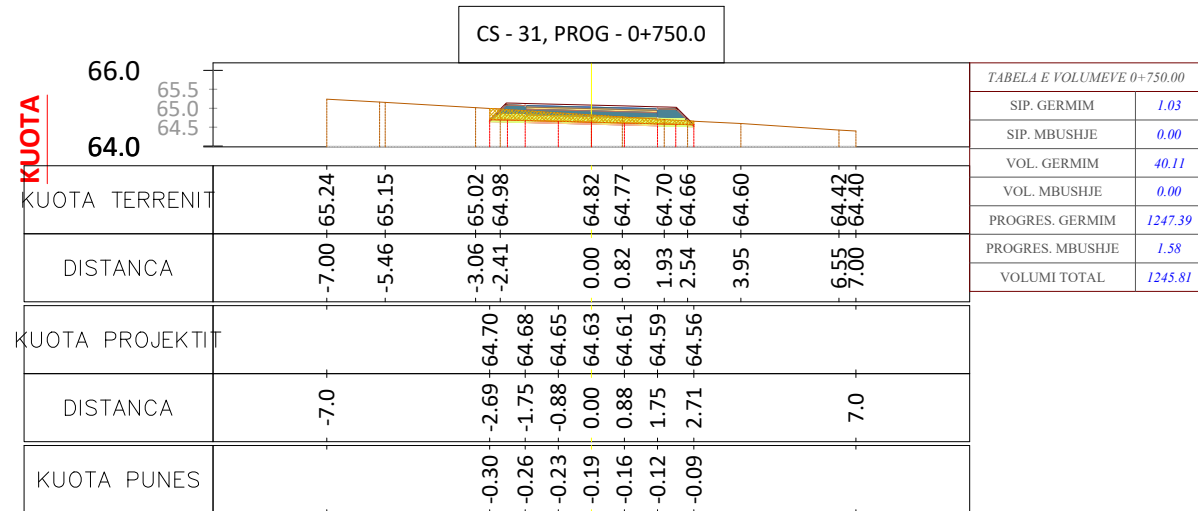 CS - 31, PROG - 0+750.0
66.0
65.5
65.0
64.5
64.0
KUOTA
KUOTA TERRENIT 65.24 65.15 65.02 64.98 64.82 64.77 64.70 64.66 64.60 64.42 64.40
DISTANCA -7.00 -5.46 -3.06 -2.41 0.00 0.82 1.93 2.54 3.95 6.55 7.00
KUOTA PROJEKTIT 64.70 64.68 64.65 64.63 64.61 64.59 64.56
DISTANCA -7.0 -2.69 -1.75 -0.88 0.00 0.88 1.75 2.71 7.0
KUOTA PUNES -0.30 -0.26 -0.23 -0.19 -0.16 -0.12 -0.09
TABELA E VOLUMEVE 0+750.00
SIP. GERMIM 1.03
SIP. MBUSHJE 0.00
VOL. GERMIM 40.11
VOL. MBUSHJE 0.00
PROGRES. GERMIM 1247.39
PROGRES. MBUSHJE 1.58
VOLUMI TOTAL 1245.81